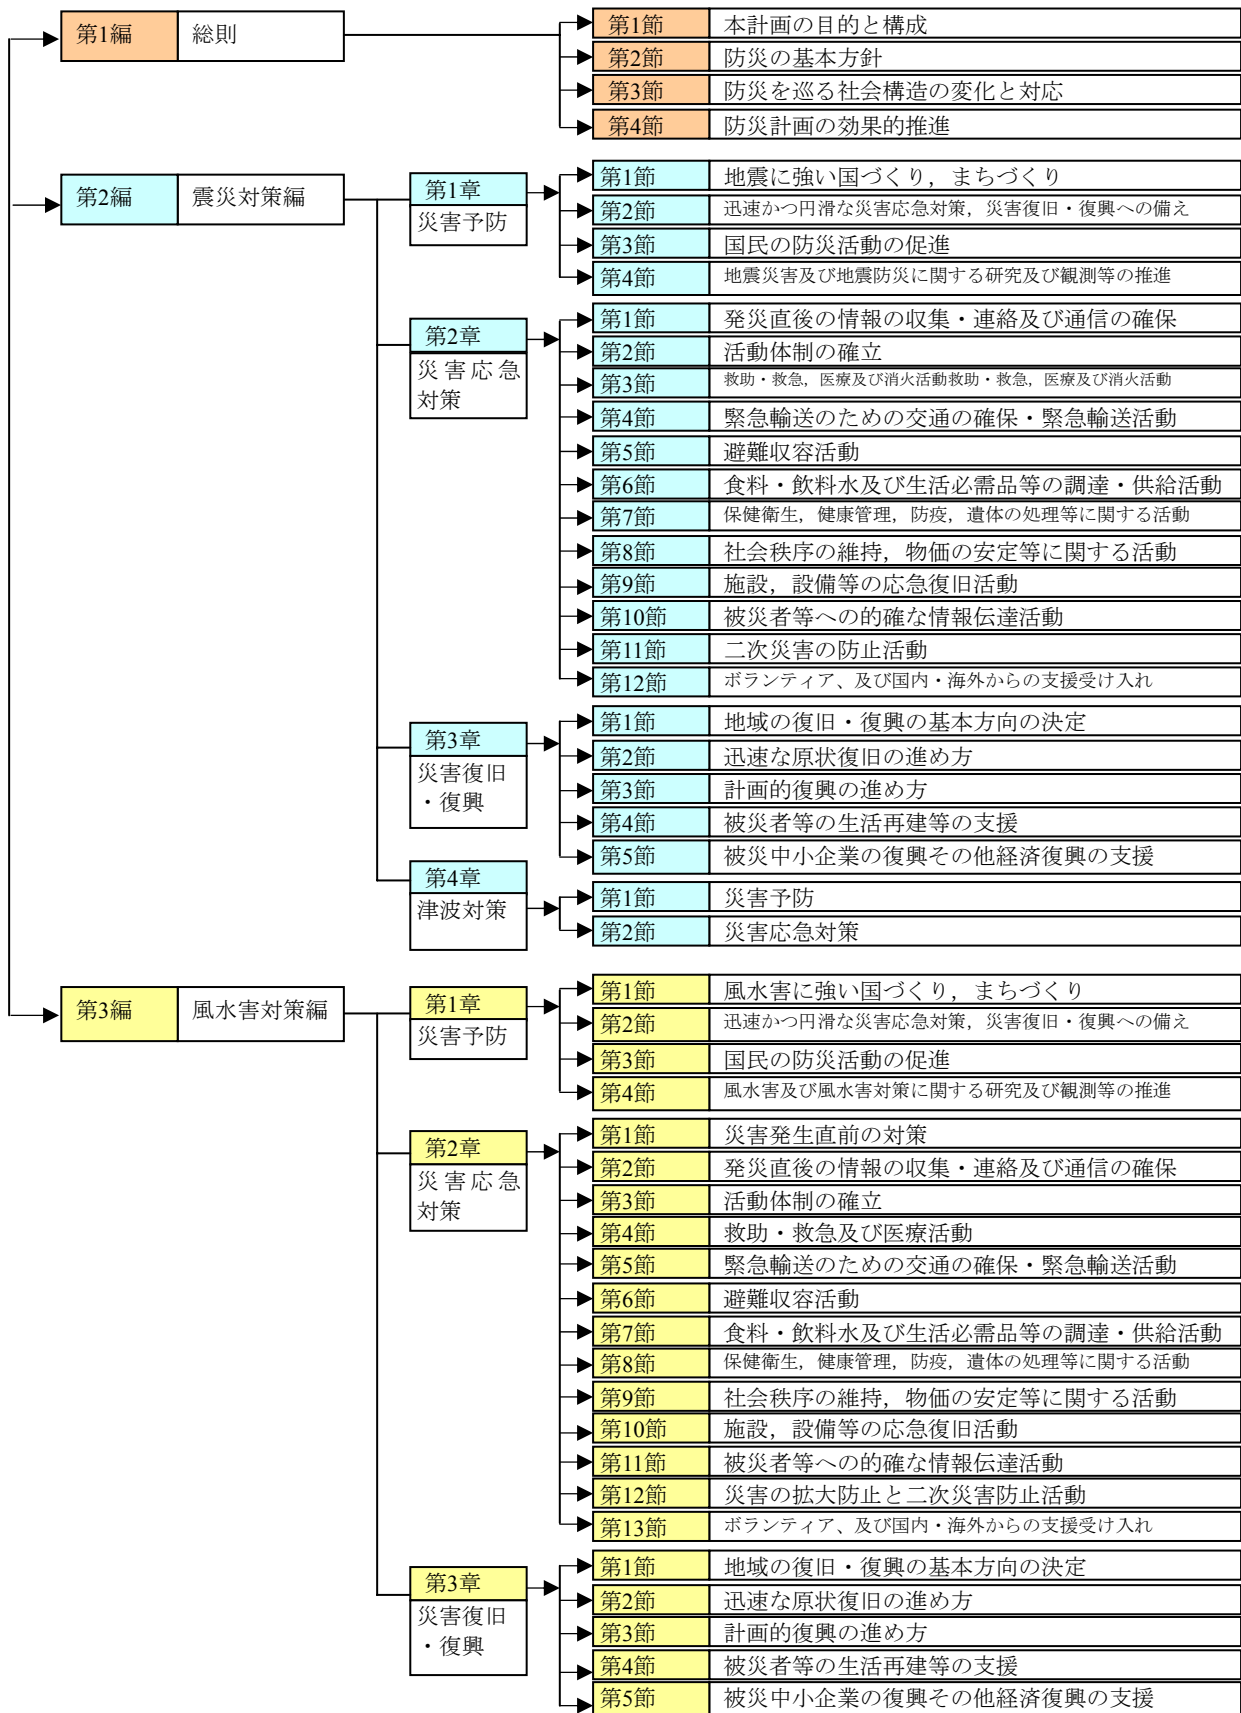 第1編 総則
第1節 本計画の目的と構成
第2節 防災の基本方針
第3節 防災を巡る社会構造の変化と対応
第4節 防災計画の効果的推進
第2編 震災対策編
第1章
災害予防
第1節 地震に強い国づくり，まちづくり
第2節 迅速かつ円滑な災害応急対策，災害復旧・復興への備え
第3節 国民の防災活動の促進
第4節 地震災害及び地震防災に関する研究及び観測等の推進
第2章
災害応急
対策
第1節 発災直後の情報の収集・連絡及び通信の確保
第2節 活動体制の確立
第3節 救助・救急，医療及び消火活動救助・救急，医療及び消火活動
第4節 緊急輸送のための交通の確保・緊急輸送活動
第5節 避難収容活動
第6節 食料・飲料水及び生活必需品等の調達・供給活動
第7節 保健衛生，健康管理，防疫，遺体の処理等に関する活動
第8節 社会秩序の維持，物価の安定等に関する活動
第9節 施設，設備等の応急復旧活動
第10節 被災者等への的確な情報伝達活動
第11節 二次災害の防止活動
第12節 ボランティア、及び国内・海外からの支援受け入れ
第3章
災害復旧
・復興
第1節 地域の復旧・復興の基本方向の決定
第2節 迅速な原状復旧の進め方
第3節 計画的復興の進め方
第4節 被災者等の生活再建等の支援
第5節 被災中小企業の復興その他経済復興の支援
第4章
津波対策
第1節 災害予防
第2節 災害応急対策
第3編 風水害対策編
第1章
災害予防
第1節 風水害に強い国づくり，まちづくり
第2節 迅速かつ円滑な災害応急対策，災害復旧・復興への備え
第3節 国民の防災活動の促進
第4節 風水害及び風水害対策に関する研究及び観測等の推進
第2章
災害応急
対策
第1節 災害発生直前の対策
第2節 発災直後の情報の収集・連絡及び通信の確保
第3節 活動体制の確立
第4節 救助・救急及び医療活動
第5節 緊急輸送のための交通の確保・緊急輸送活動
第6節 避難収容活動
第7節 食料・飲料水及び生活必需品等の調達・供給活動
第8節 保健衛生，健康管理，防疫，遺体の処理等に関する活動
第9節 社会秩序の維持，物価の安定等に関する活動
第10節 施設，設備等の応急復旧活動
第11節 被災者等への的確な情報伝達活動
第12節 災害の拡大防止と二次災害防止活動
第13節 ボランティア、及び国内・海外からの支援受け入れ
第3章
災害復旧
・復興
第1節 地域の復旧・復興の基本方向の決定
第2節 迅速な原状復旧の進め方
第3節 計画的復興の進め方
第4節 被災者等の生活再建等の支援
第5節 被災中小企業の復興その他経済復興の支援